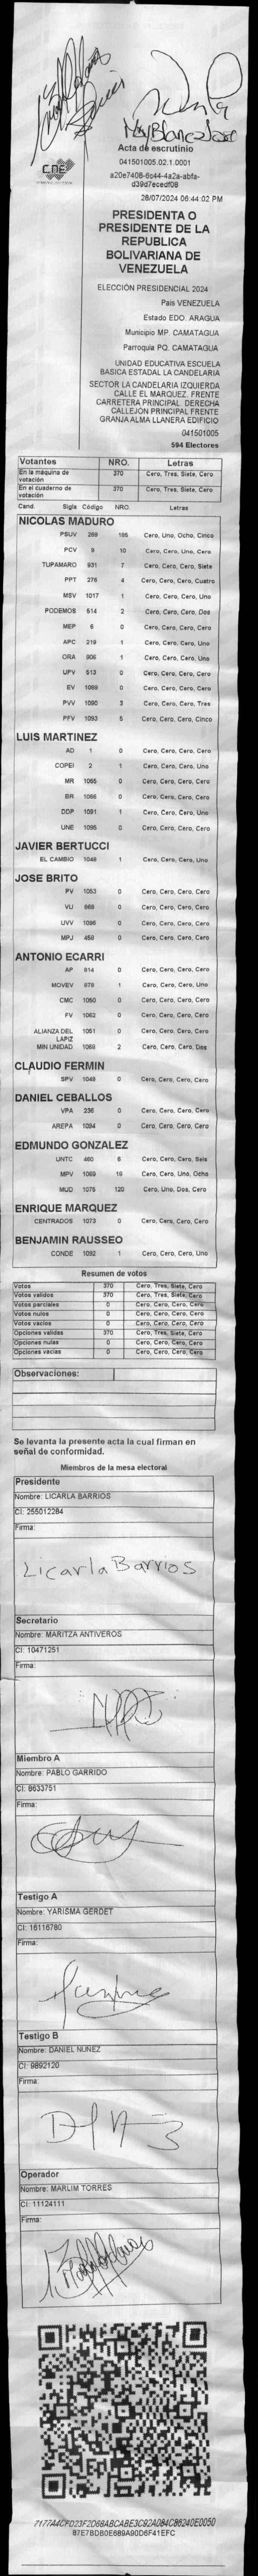 Acta de escrutinio
041501005.02.1.0001
a20e7408-6c44-4a2a-abfa-
d39d7ecedf08
28/07/2024 06:44:02 PM
CNE
PRESIDENTA O
PRESIDENTE DE LA
REPUBLICA
BOLIVARIANA DE
VENEZUELA
ELECCIÓN PRESIDENCIAL 2024
Pais VENEZUELA
Estado EDO. ARAGUA
Municipio MP. CAMATAGUA
Parroquia PQ. CAMATAGUA
UNIDAD EDUCATIVA ESCUELA
BASICA ESTADAL LA CANDELARIA
SECTOR LA CANDELARIA IZQUIERDA
CALLE EL MARQUEZ. FRENTE
CARRETERA PRINCIPAL. DERECHA
CALLEJON PRINCIPAL FRENTE
GRANJA ALMA LLANERA EDIFICIO
041501005
594 Electores
Votantes NRO. Letras
En la máquina de votación 370 Cero, Tres, Siete, Cero
En el cuaderno de votación 370 Cero, Tres, Siete, Cero
Cand. Sigla Código NRO. Letras
NICOLAS MADURO
PSUV 269 185 Cero, Uno, Ocho, Cinco
PCV 9 10 Cero, Cero, Uno, Cero
TUPAMARO 931 7 Cero, Cero, Cero, Siete
PPT 276 4 Cero, Cero, Cero, Cuatro
MSV 1017 1 Cero, Cero, Cero, Uno
PODEMOS 514 2 Cero, Cero, Cero, Dos
MEP 6 0 Cero, Cero, Cero, Cero
APC 219 1 Cero, Cero, Cero, Uno
ORA 906 1 Cero, Cero, Cero, Uno
UPV 513 0 Cero, Cero, Cero, Cero
EV 1089 0 Cero, Cero, Cero, Cero
PVV 1090 3 Cero, Cero, Cero, Tres
PFV 1093 5 Cero, Cero, Cero, Cinco
LUIS MARTINEZ
AD 1 0 Cero, Cero, Cero, Cero
COPEI 2 1 Cero, Cero, Cero, Uno
MR 1065 0 Cero, Cero, Cero, Cero
BR 1066 0 Cero, Cero, Cero, Cero
DDP 1091 1 Cero, Cero, Cero, Uno
UNE 1095 0 Cero, Cero, Cero, Cero
JAVIER BERTUCCI
EL CAMBIO 1048 1 Cero, Cero, Cero, Uno
JOSE BRITO
PV 1053 0 Cero, Cero, Cero, Cero
VU 968 0 Cero, Cero, Cero, Cero
UVV 1096 0 Cero, Cero, Cero, Cero
MPJ 458 0 Cero, Cero, Cero, Cero
ANTONIO ECARRI
AP 914 0 Cero, Cero, Cero, Cero
MOVEV 979 1 Cero, Cero, Cero, Uno
CMC 1050 0 Cero, Cero, Cero, Cero
FV 1062 0 Cero, Cero, Cero, Cero
ALIANZA DEL LAPIZ 1051 0 Cero, Cero, Cero, Cero
MIN UNIDAD 1068 2 Cero, Cero, Cero, Dos
CLAUDIO FERMIN
SPV 1049 0 Cero, Cero, Cero, Cero
DANIEL CEBALLOS
VPA 236 0 Cero, Cero, Cero, Cero
AREPA 1094 0 Cero, Cero, Cero, Cero
EDMUNDO GONZALEZ
UNTC 460 6 Cero, Cero, Cero, Seis
MPV 1069 18 Cero, Cero, Uno, Ocho
MUD 1075 120 Cero, Uno, Dos, Cero
ENRIQUE MARQUEZ
CENTRADOS 1073 0 Cero, Cero, Cero, Cero
BENJAMIN RAUSSEO
CONDE 1092 1 Cero, Cero, Cero, Uno
Resumen de votos
Votos 370 Cero, Tres, Siete, Cero
Votos validos 370 Cero, Tres, Siete, Cero
Votos parciales 0 Cero, Cero, Cero, Cero
Votos nulos 0 Cero, Cero, Cero, Cero
Votos vacios 0 Cero, Cero, Cero, Cero
Opciones validas 370 Cero, Tres, Siete, Cero
Opciones nulas 0 Cero, Cero, Cero, Cero
Opciones vacias 0 Cero, Cero, Cero, Cero
Observaciones:
Se levanta la presente acta la cual firman en
señal de conformidad.
Miembros de la mesa electoral
Presidente
Nombre: LICARLA BARRIOS
CI: 255012284
Firma:
Licarla Barrios
Secretario
Nombre: MARITZA ANTIVEROS
CI: 10471251
Firma:
Miembro A
Nombre: PABLO GARRIDO
CI: 8633751
Firma:
Testigo A
Nombre: YARISMA GERDET
CI: 16116780
Firma:
Testigo B
Nombre: DANIEL NUNEZ
CI: 9892120
Firma:
Operador
Nombre: MARLIM TORRES
CI: 11124111
Firma: